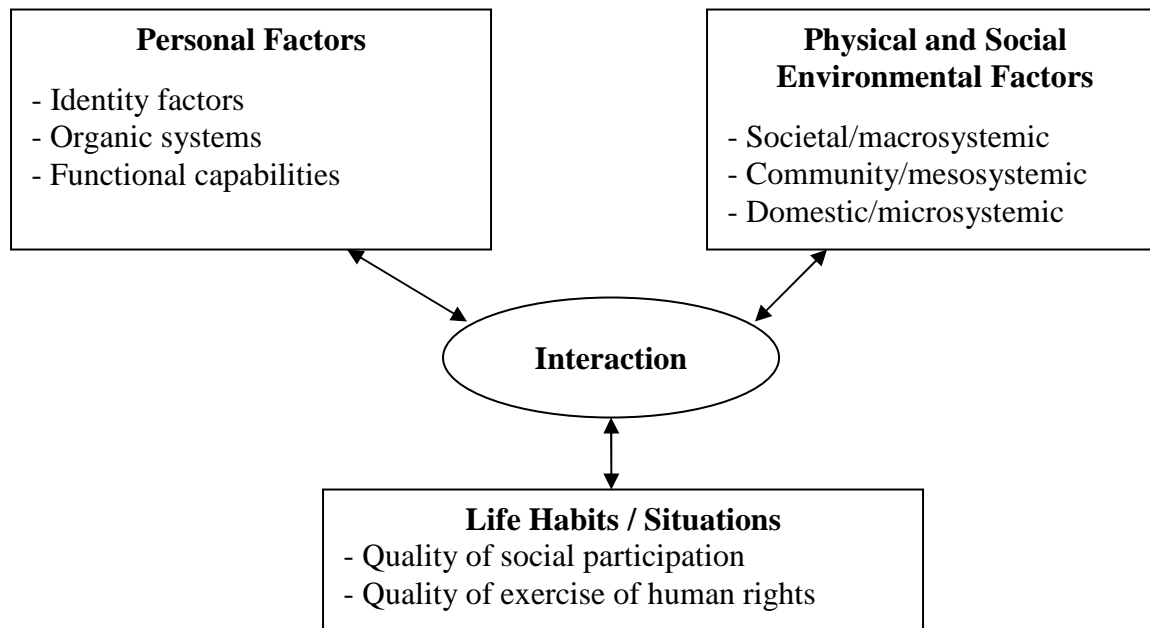 Personal Factors
- Identity factors
- Organic systems
- Functional capabilities
Physical and Social
Environmental Factors
- Societal/macrosystemic
- Community/mesosystemic
- Domestic/microsystemic
Interaction
Life Habits / Situations
- Quality of social participation
- Quality of exercise of human rights